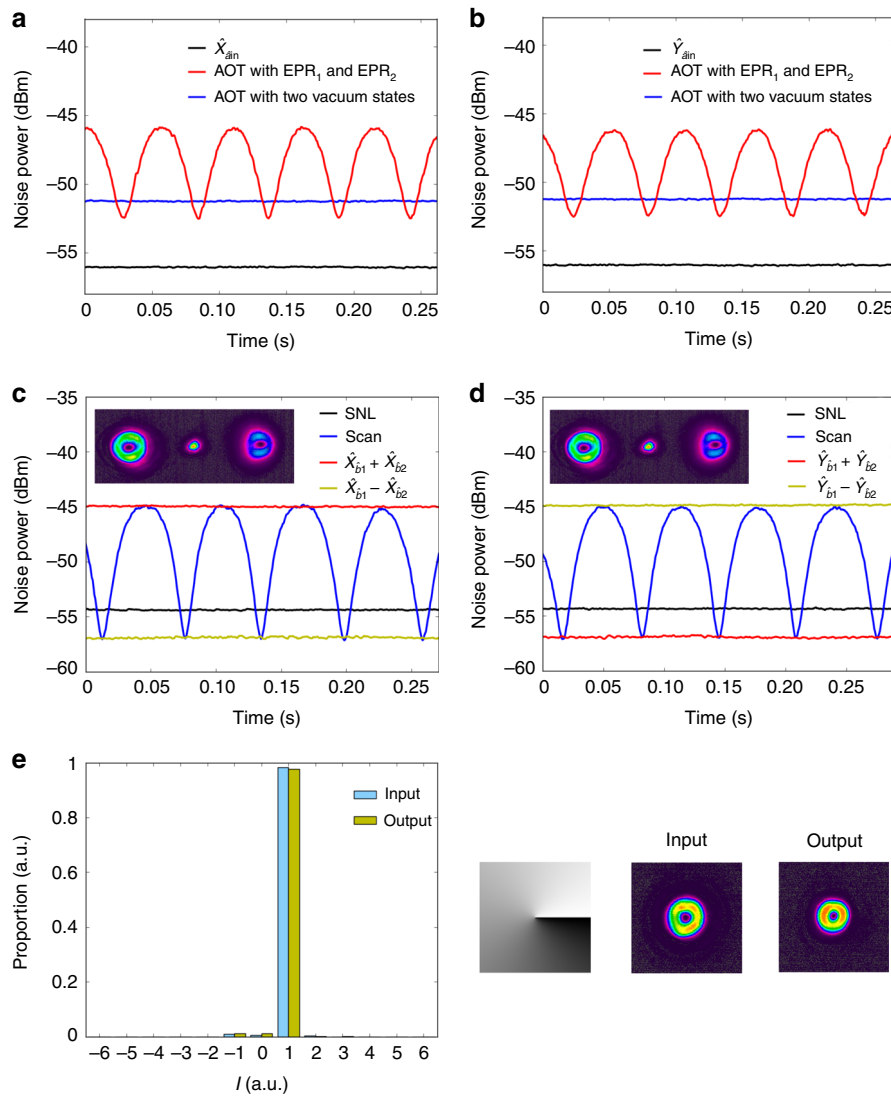 a
−40
−45
−50
−55
Noise power (dBm)
X̂âin
AOT with EPR1 and EPR2
AOT with two vacuum states
0 0.05 0.10 0.15 0.20 0.25
Time (s)
b
−40
−45
−50
−55
Noise power (dBm)
Ŷâin
AOT with EPR1 and EPR2
AOT with two vacuum states
0 0.05 0.10 0.15 0.20 0.25
Time (s)
c
−35
−40
−45
−50
−55
−60
Noise power (dBm)
SNL
Scan
X̂b̂1 + X̂b̂2
X̂b̂1 − X̂b̂2
0 0.05 0.10 0.15 0.20 0.25
Time (s)
d
−35
−40
−45
−50
−55
−60
Noise power (dBm)
SNL
Scan
Ŷb̂1 + Ŷb̂2
Ŷb̂1 − Ŷb̂2
0 0.05 0.10 0.15 0.20 0.25
Time (s)
e
1
0.8
0.6
0.4
0.2
0
Proportion (a.u.)
Input
Output
−6 −5 −4 −3 −2 −1 0 1 2 3 4 5 6
l (a.u.)
Input Output